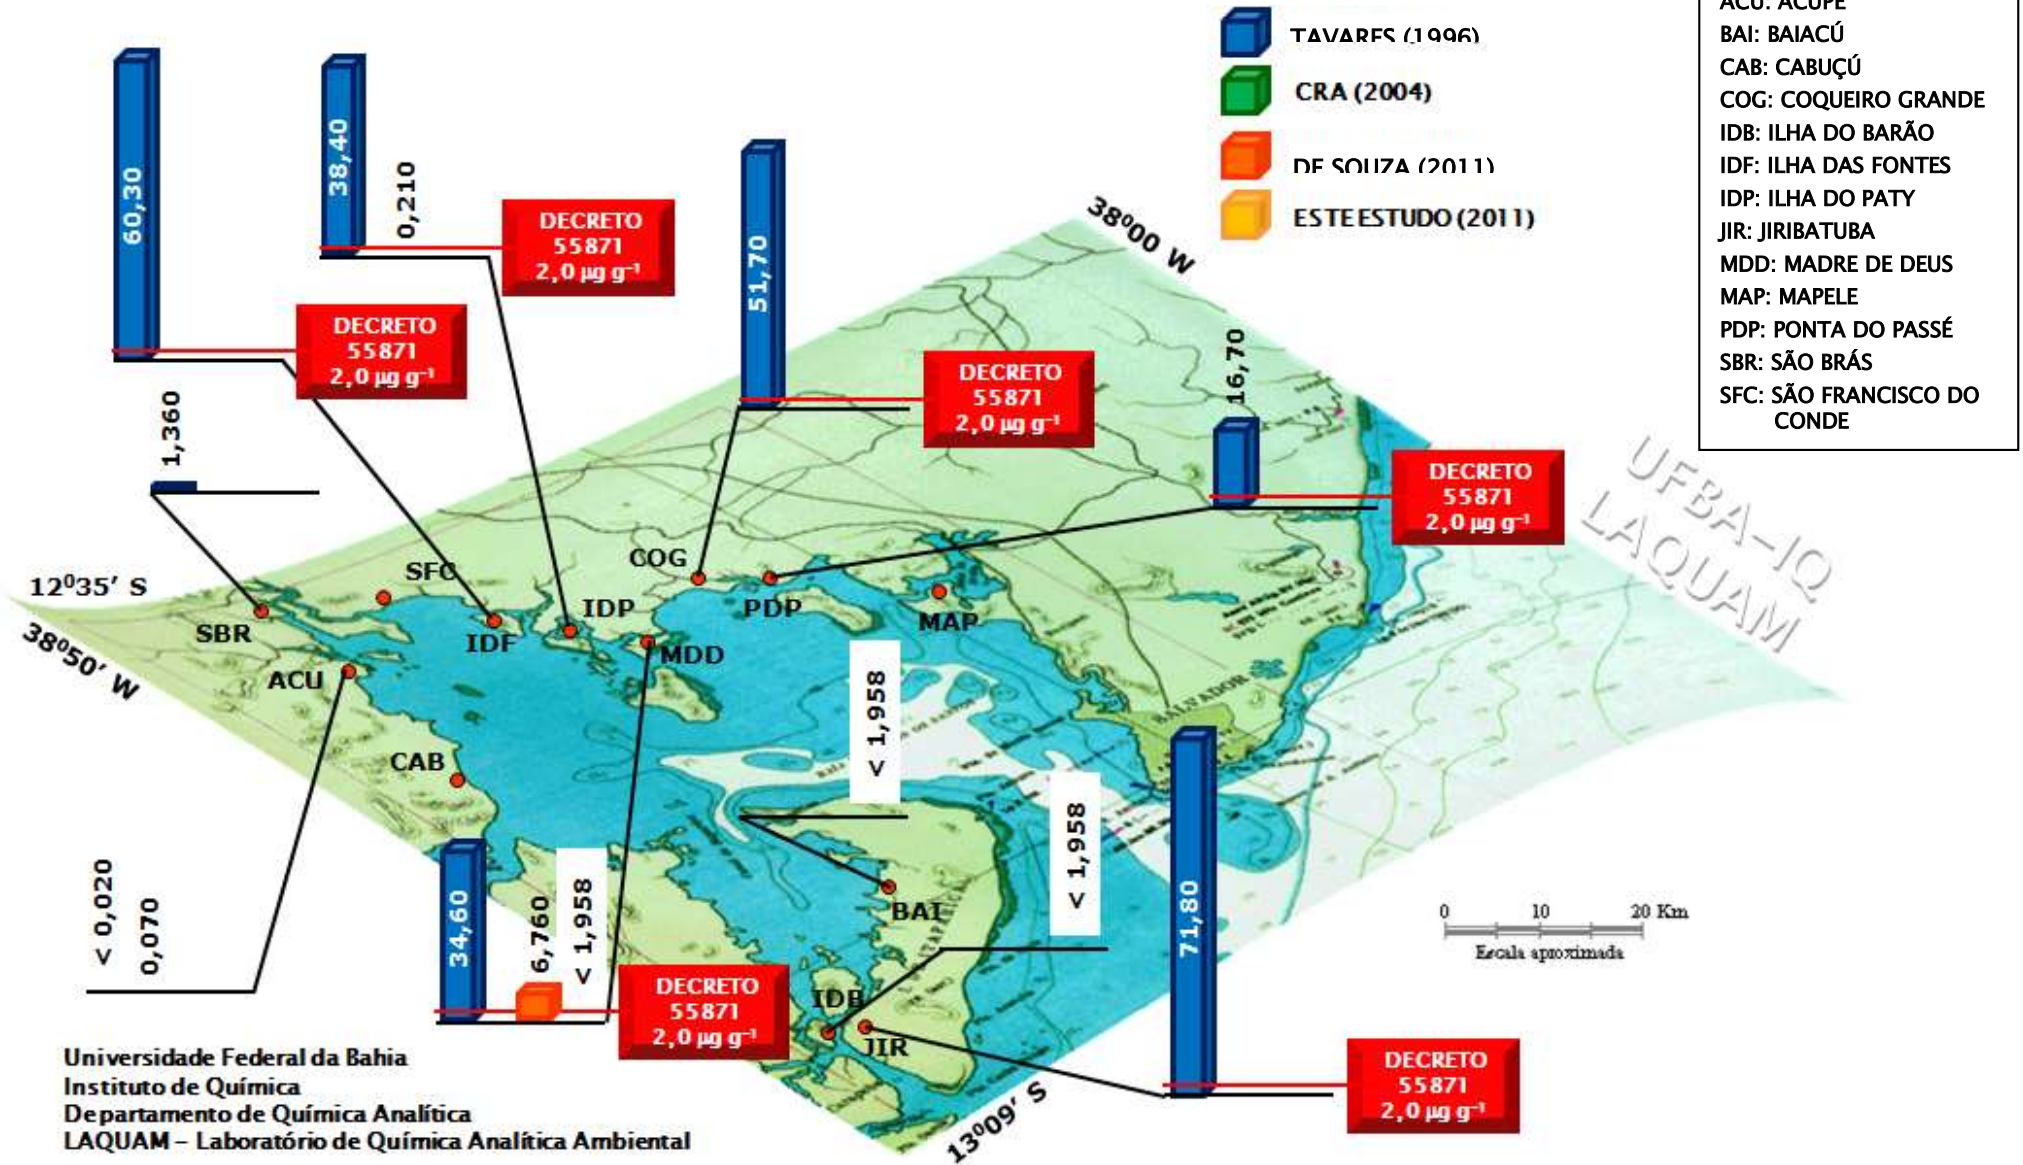 TAVARES (1996)
CRA (2004)
DE SOUZA (2011)
ESTE ESTUDO (2011)
ACU: ACUPE
BAI: BAIACÚ
CAB: CABUÇÚ
COG: COQUEIRO GRANDE
IDB: ILHA DO BARÃO
IDF: ILHA DAS FONTES
IDP: ILHA DO PATY
JIR: JIRIBATUBA
MDD: MADRE DE DEUS
MAP: MAPELE
PDP: PONTA DO PASSÉ
SBR: SÃO BRÁS
SFC: SÃO FRANCISCO DO
CONDE
60,30
38,40
0,210
DECRETO
55871
2,0 µg g⁻¹
DECRETO
55871
2,0 µg g⁻¹
51,70
DECRETO
55871
2,0 µg g⁻¹
38⁰00 W
16,70
DECRETO
55871
2,0 µg g⁻¹
1,360
UFBA-IQ
LAQUAM
12⁰35' S
38⁰50' W
SBR
SFC
ACU
IDF
IDP
COG
MDD
PDP
MAP
CAB
SALVADOR
< 1,958
< 1,958
BAI
IDB
JIR
< 0,020
0,070
34,60
6,760
< 1,958
DECRETO
55871
2,0 µg g⁻¹
71,80
DECRETO
55871
2,0 µg g⁻¹
13⁰09' S
0 10 20 Km
Escala aproximada
Universidade Federal da Bahia
Instituto de Química
Departamento de Química Analítica
LAQUAM – Laboratório de Química Analítica Ambiental